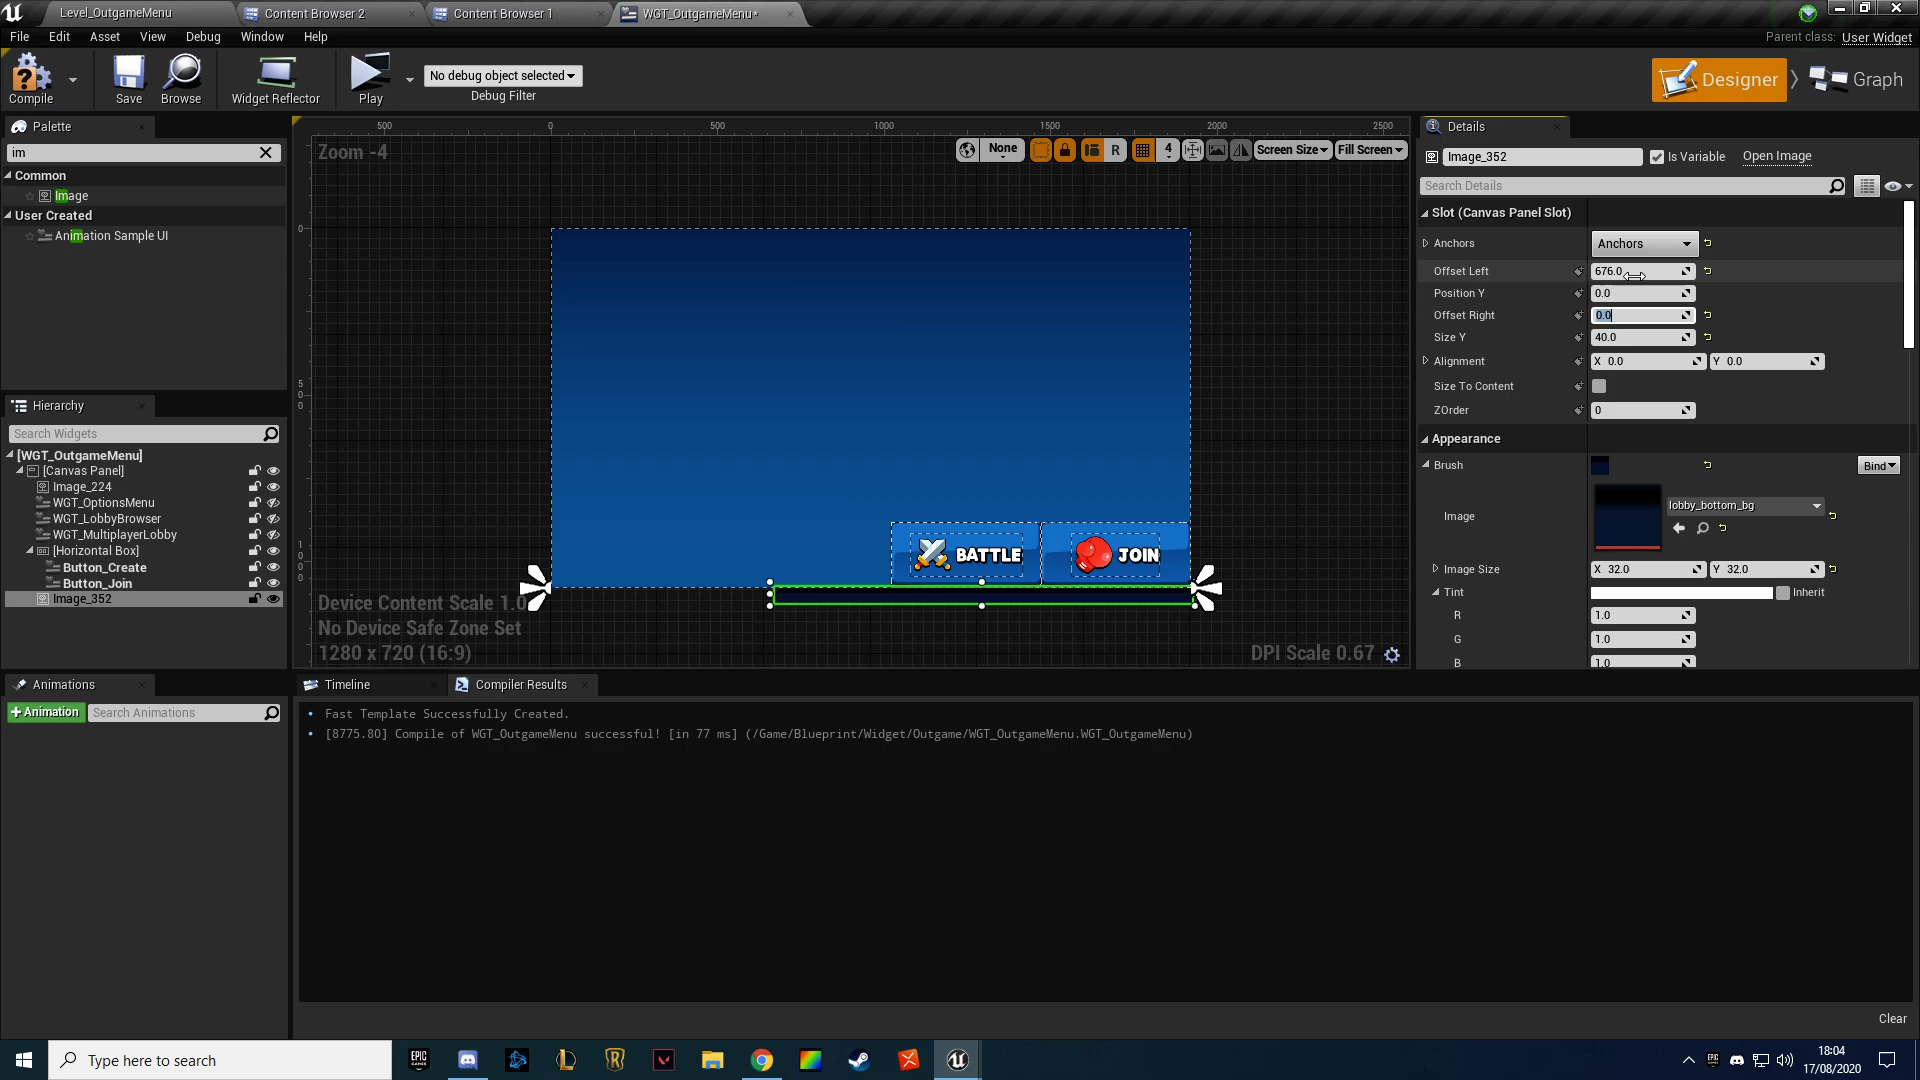 Level_OutgameMenu
Content Browser 2
Content Browser 1
WGT_OutgameMenu*
File Edit Asset View Debug Window Help
Parent class: User Widget
Compile
Save
Browse
Widget Reflector
Play
No debug object selected
Debug Filter
Designer
Graph
Palette
im
Common
Image
User Created
Animation Sample UI
Hierarchy
Search Widgets
[WGT_OutgameMenu]
[Canvas Panel]
Image_224
WGT_OptionsMenu
WGT_LobbyBrowser
WGT_MultiplayerLobby
[Horizontal Box]
Button_Create
Button_Join
Image_352
Animations
+Animation
Search Animations
500 0 500 1000 1500 2000 2500
Zoom -4
None
R
4
Screen Size
Fill Screen
0
500
1000
BATTLE
JOIN
Device Content Scale 1.0
No Device Safe Zone Set
1280 x 720 (16:9)
DPI Scale 0.67
Details
Image_352
Is Variable
Open Image
Search Details
Slot (Canvas Panel Slot)
Anchors Anchors
Offset Left 676.0
Position Y 0.0
Offset Right 0.0
Size Y 40.0
Alignment X 0.0 Y 0.0
Size To Content
ZOrder 0
Appearance
Brush Bind
Image lobby_bottom_bg
Image Size X 32.0 Y 32.0
Tint Inherit
R 1.0
G 1.0
B 1.0
Timeline
Compiler Results
Fast Template Successfully Created.
[8775.80] Compile of WGT_OutgameMenu successful! [in 77 ms] (/Game/Blueprint/Widget/Outgame/WGT_OutgameMenu.WGT_OutgameMenu)
Clear
Type here to search
EPIC GAMES
18:04
17/08/2020